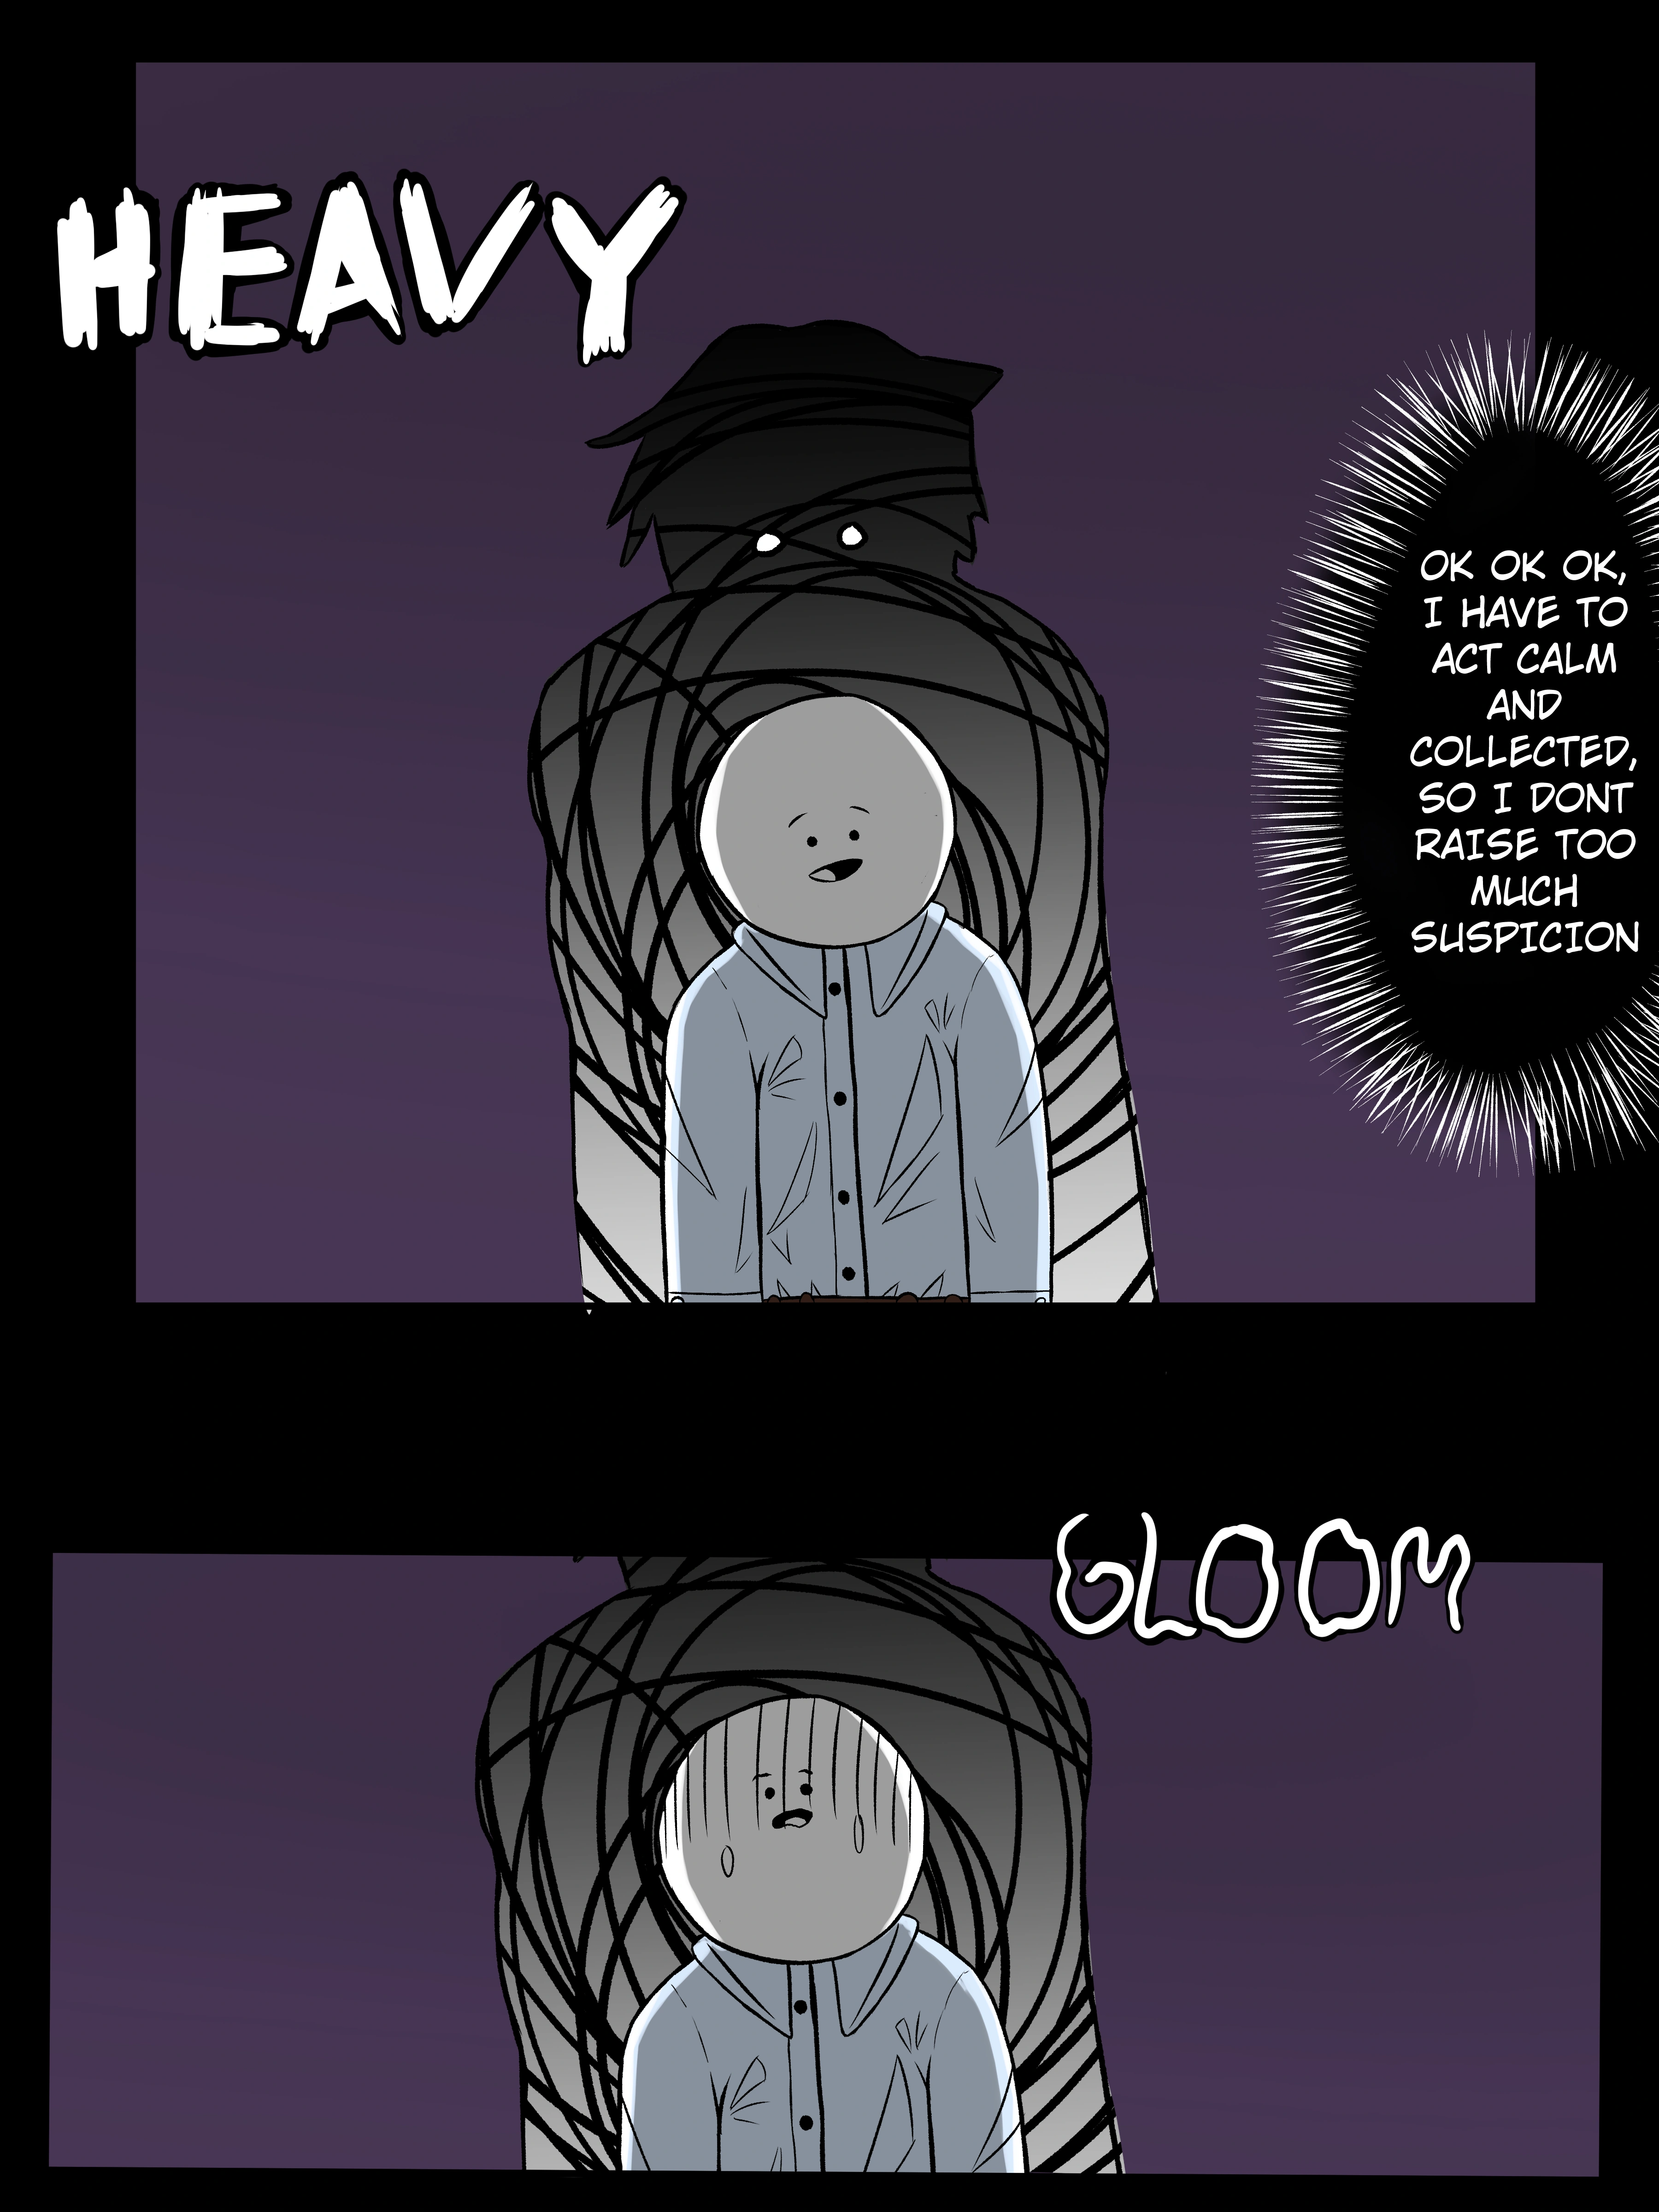 HEAVY
OK OK OK,
I HAVE TO
ACT CALM
AND
COLLECTED,
SO I DONT
RAISE TOO
MUCH
SUSPICION
GLOOM